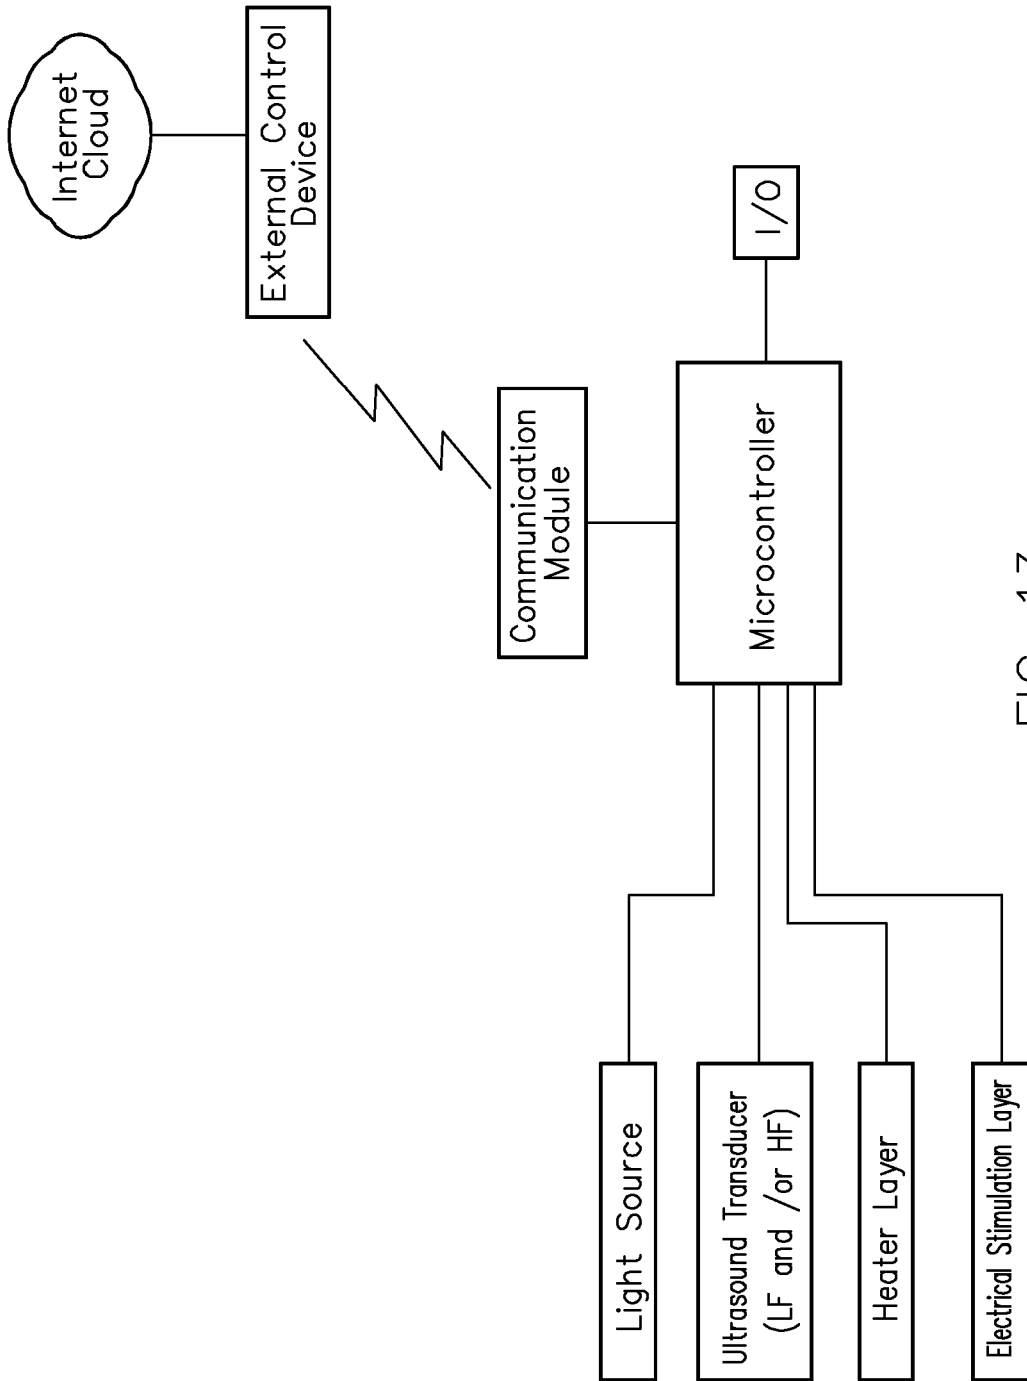 Internet
Cloud
External Control
Device
Communication
Module
Microcontroller
I/O
Light Source
Ultrasound Transducer
(LF and /or HF)
Heater Layer
Electrical Stimulation Layer